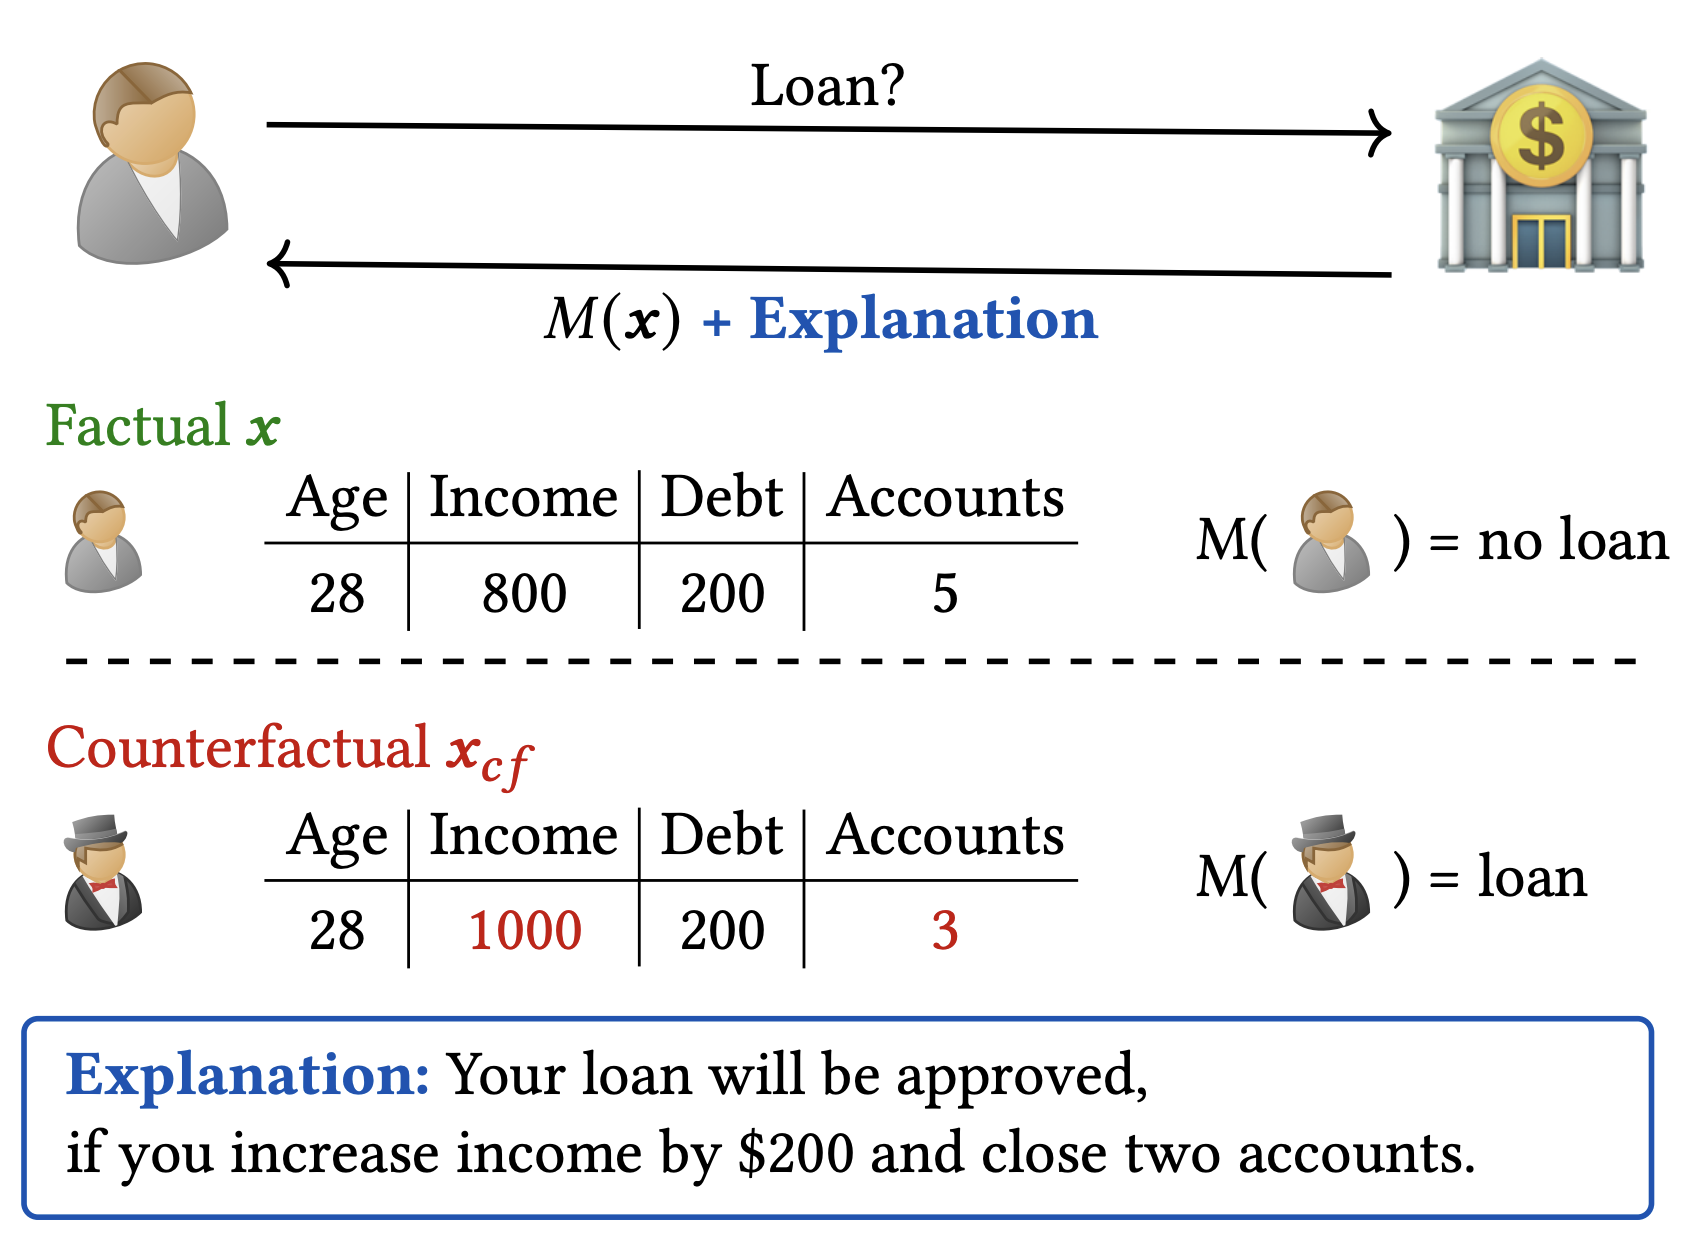 Loan?
$
M(x) + Explanation
Factual x
Age Income Debt Accounts
28 800 200 5
M( ) = no loan
Counterfactual x_cf
Age Income Debt Accounts
28 1000 200 3
M( ) = loan
Explanation: Your loan will be approved,
if you increase income by $200 and close two accounts.